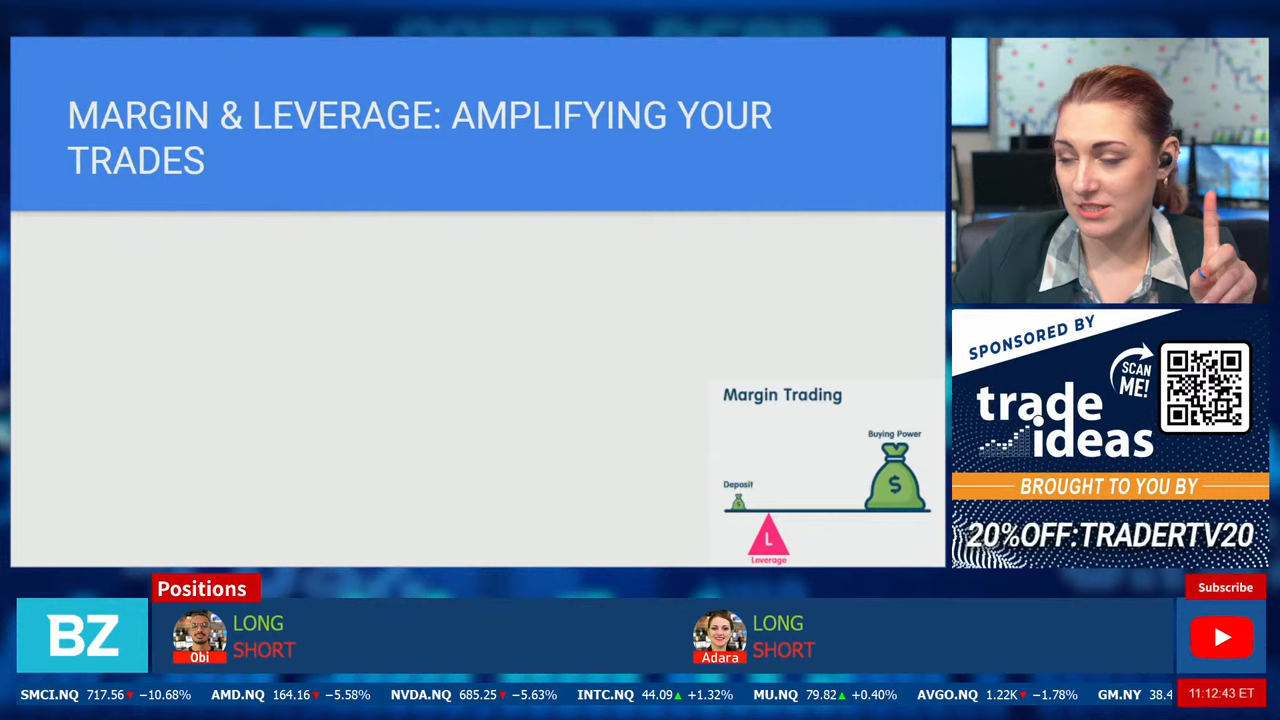 MARGIN & LEVERAGE: AMPLIFYING YOUR
TRADES
Margin Trading
Buying Power
$
Deposit
$
L
Leverage
SPONSORED BY
SCAN
ME!
trade
ideas
BROUGHT TO YOU BY
20%OFF:TRADERTV20
Positions
Subscribe
BZ
LONG
SHORT
Obi
LONG
SHORT
Adara
SMCI.NQ 717.56 −10.68% AMD.NQ 164.16 −5.58% NVDA.NQ 685.25 −5.63% INTC.NQ 44.09 +1.32% MU.NQ 79.82 +0.40% AVGO.NQ 1.22K −1.78% GM.NY 38.4
11:12:43 ET